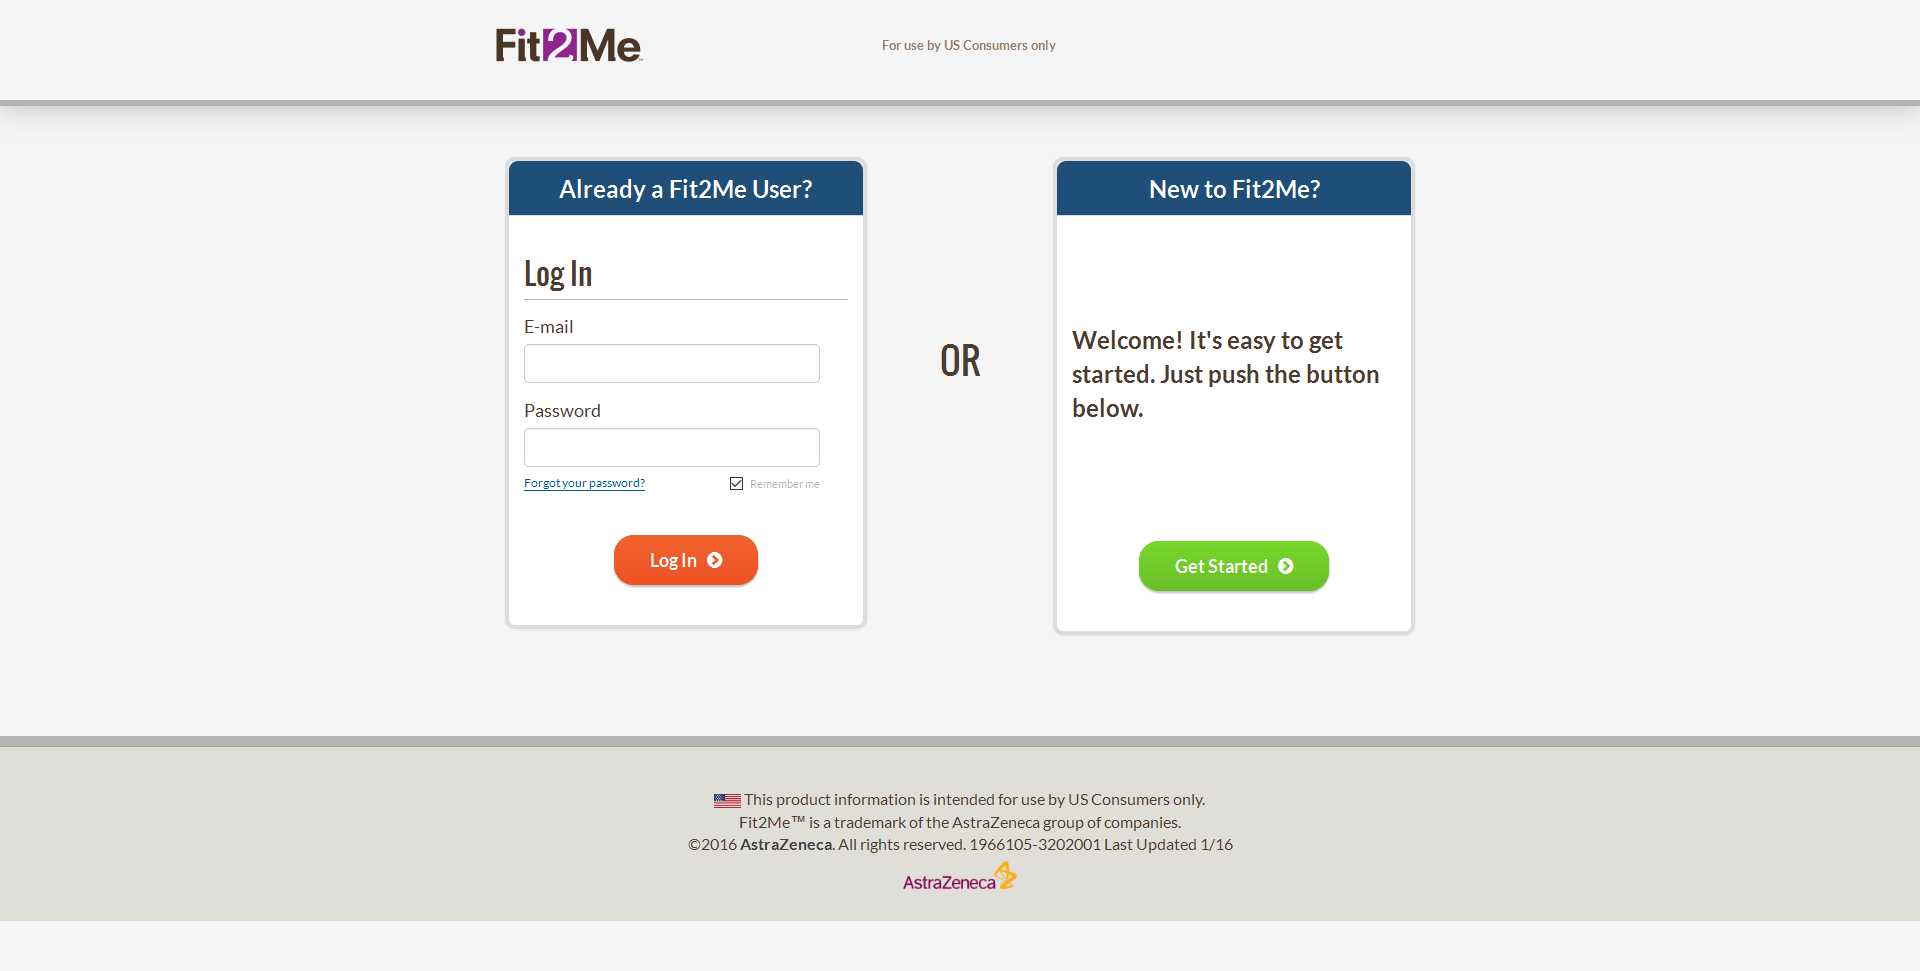 Fit2Me™
For use by US Consumers only
Already a Fit2Me User?
Log In
E-mail
Password
Forgot your password?
Remember me
Log In
OR
New to Fit2Me?
Welcome! It's easy to get
started. Just push the button
below.
Get Started
This product information is intended for use by US Consumers only.
Fit2Me™ is a trademark of the AstraZeneca group of companies.
©2016 AstraZeneca. All rights reserved. 1966105-3202001 Last Updated 1/16
AstraZeneca